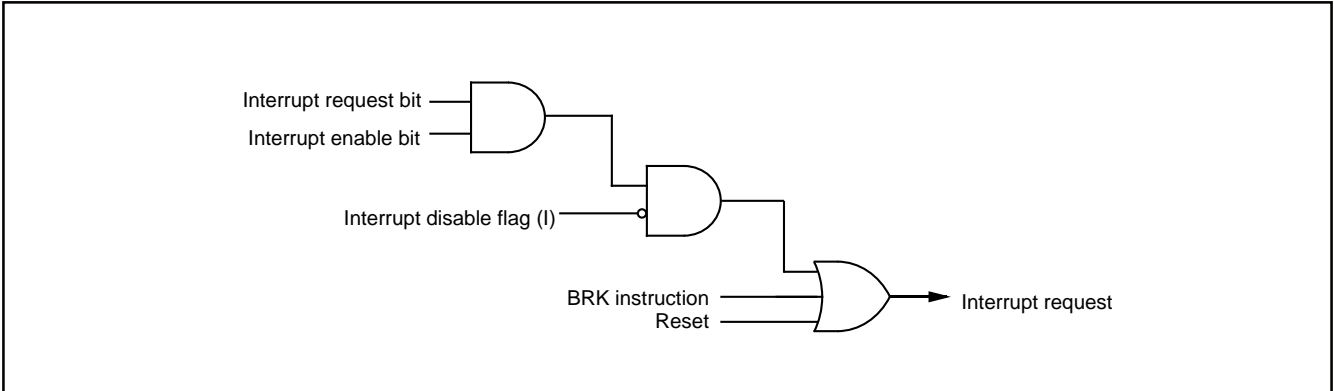 Interrupt request bit
Interrupt enable bit
Interrupt disable flag (I)
BRK instruction
Reset
Interrupt request